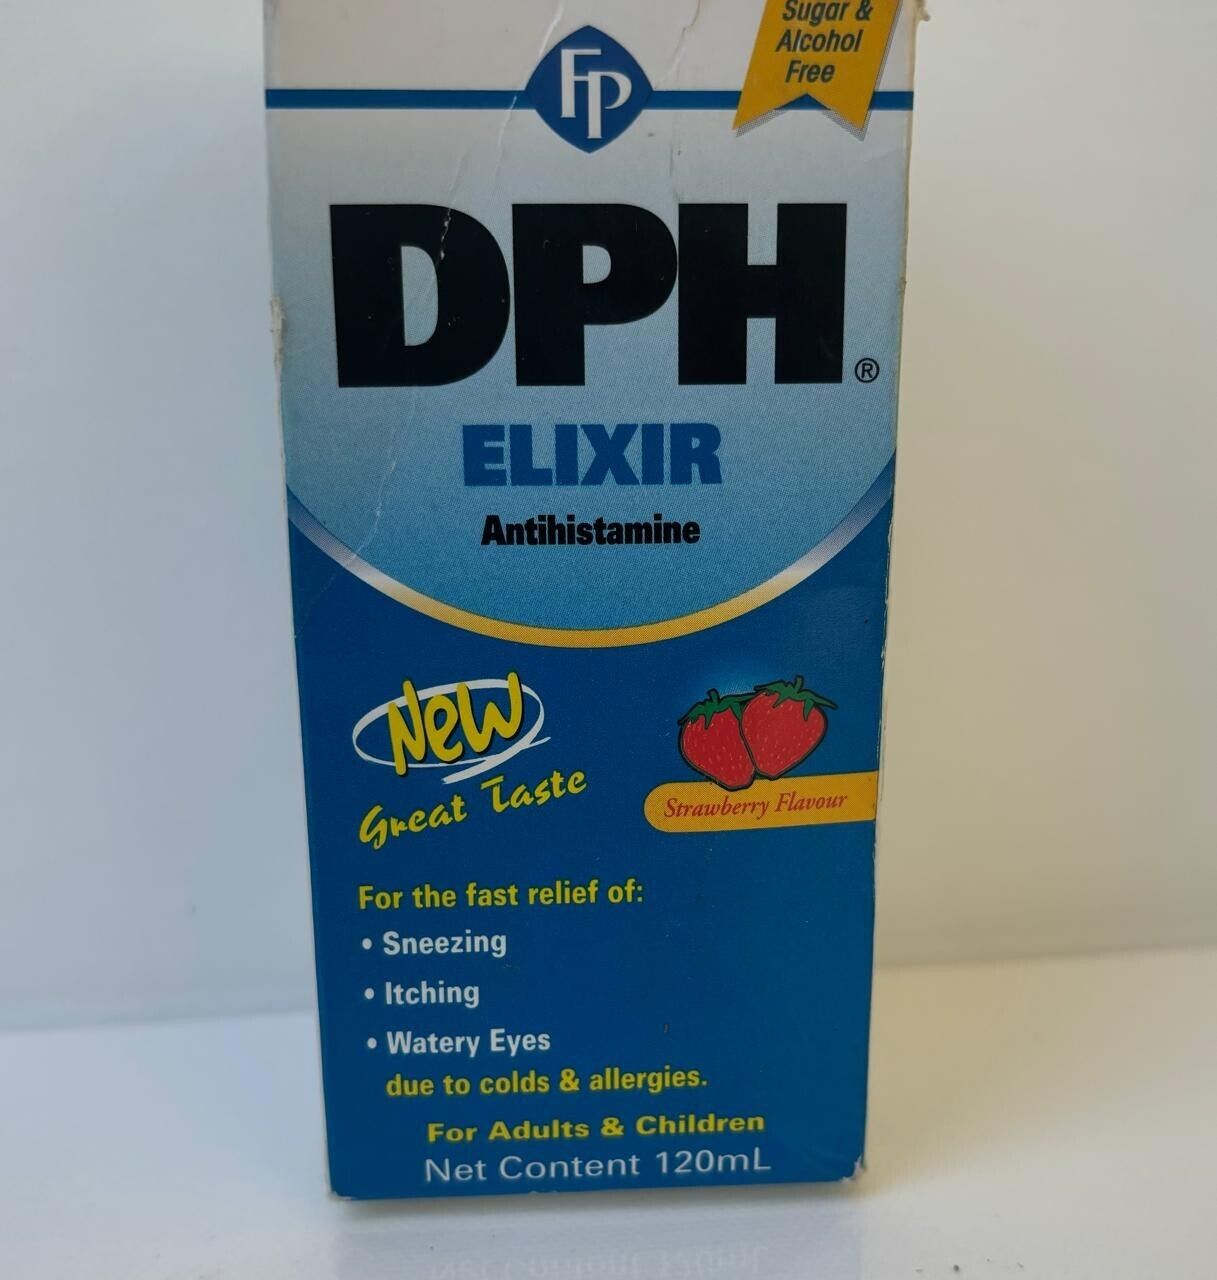 Sugar &
Alcohol
Free
FP
DPH®
ELIXIR
Antihistamine
New
Great Taste
Strawberry Flavour
For the fast relief of:
• Sneezing
• Itching
• Watery Eyes
due to colds & allergies.
For Adults & Children
Net Content 120mL